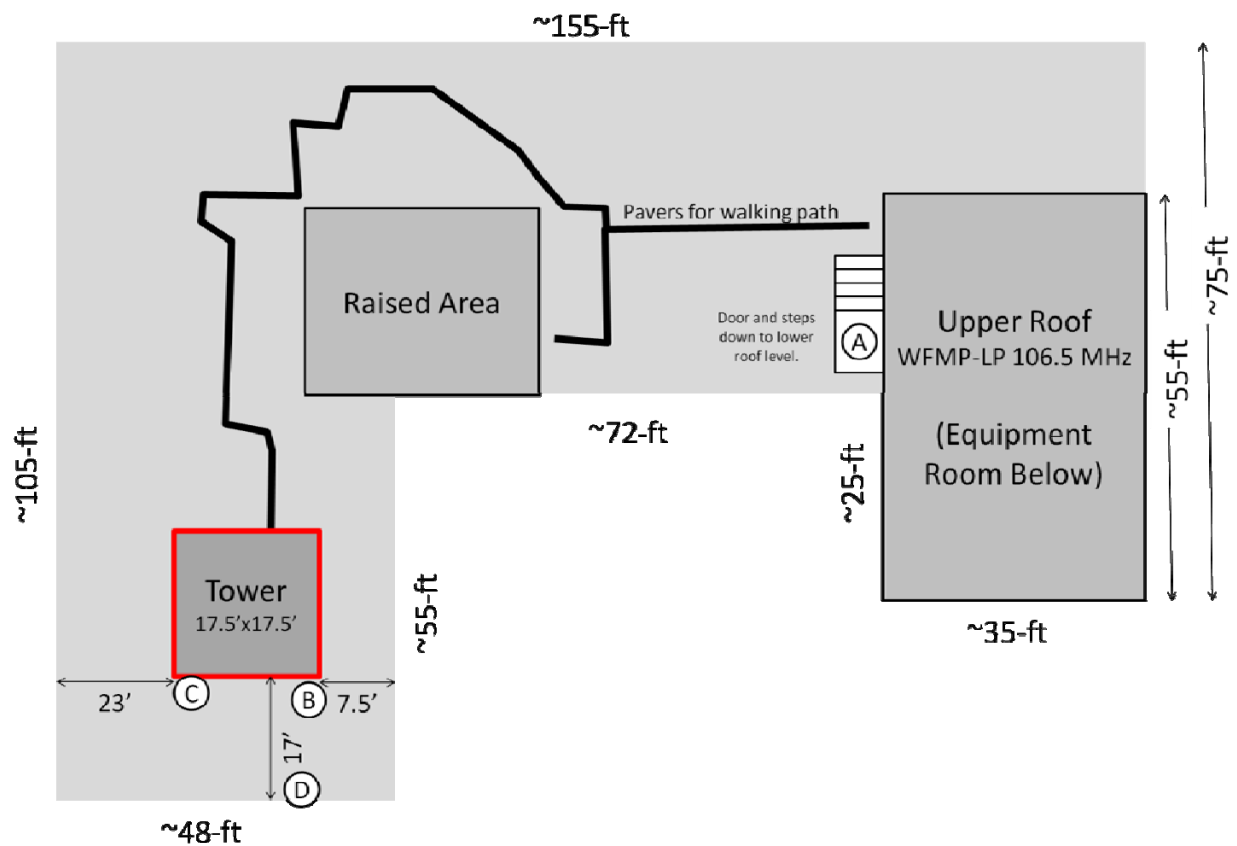 ~155-ft
Pavers for walking path
Raised Area
Door and steps
down to lower
roof level.
A
Upper Roof
WFMP-LP 106.5 MHz
(Equipment
Room Below)
~75-ft
~55-ft
~105-ft
~72-ft
~25-ft
Tower
17.5’x17.5’
~55-ft
~35-ft
23’
C
B
7.5’
17’
D
~48-ft